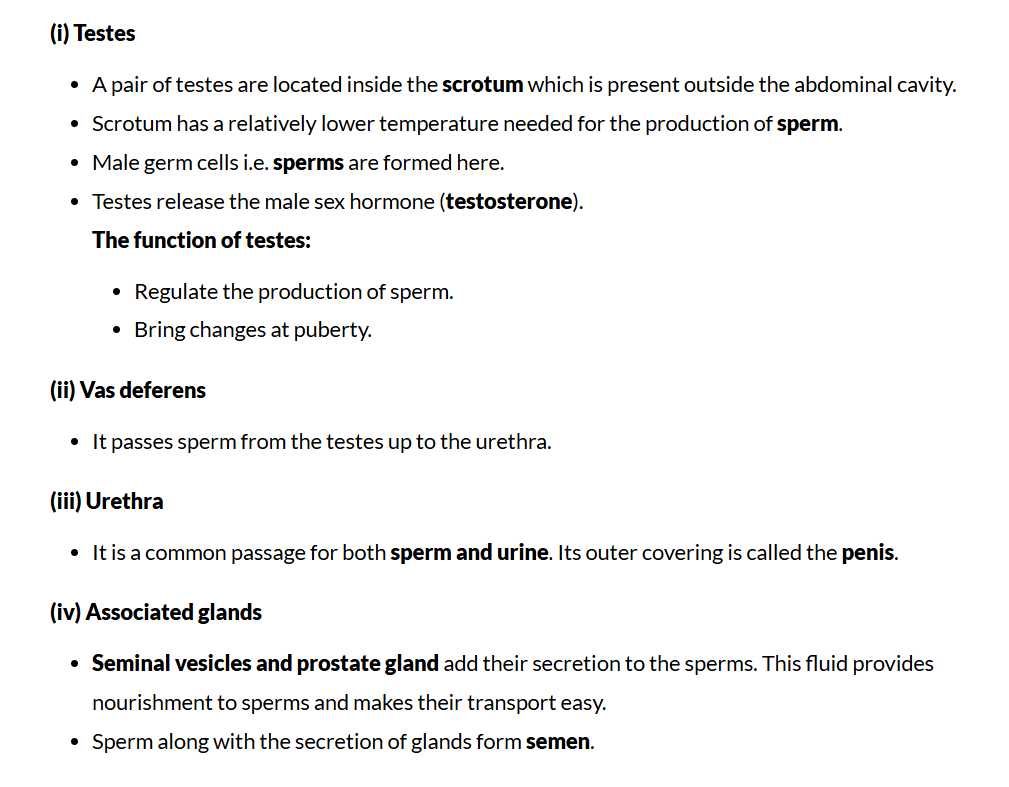 (i) Testes
• A pair of testes are located inside the scrotum which is present outside the abdominal cavity.
• Scrotum has a relatively lower temperature needed for the production of sperm.
• Male germ cells i.e. sperms are formed here.
• Testes release the male sex hormone (testosterone).
The function of testes:
• Regulate the production of sperm.
• Bring changes at puberty.
(ii) Vas deferens
• It passes sperm from the testes up to the urethra.
(iii) Urethra
• It is a common passage for both sperm and urine. Its outer covering is called the penis.
(iv) Associated glands
• Seminal vesicles and prostate gland add their secretion to the sperms. This fluid provides
nourishment to sperms and makes their transport easy.
• Sperm along with the secretion of glands form semen.